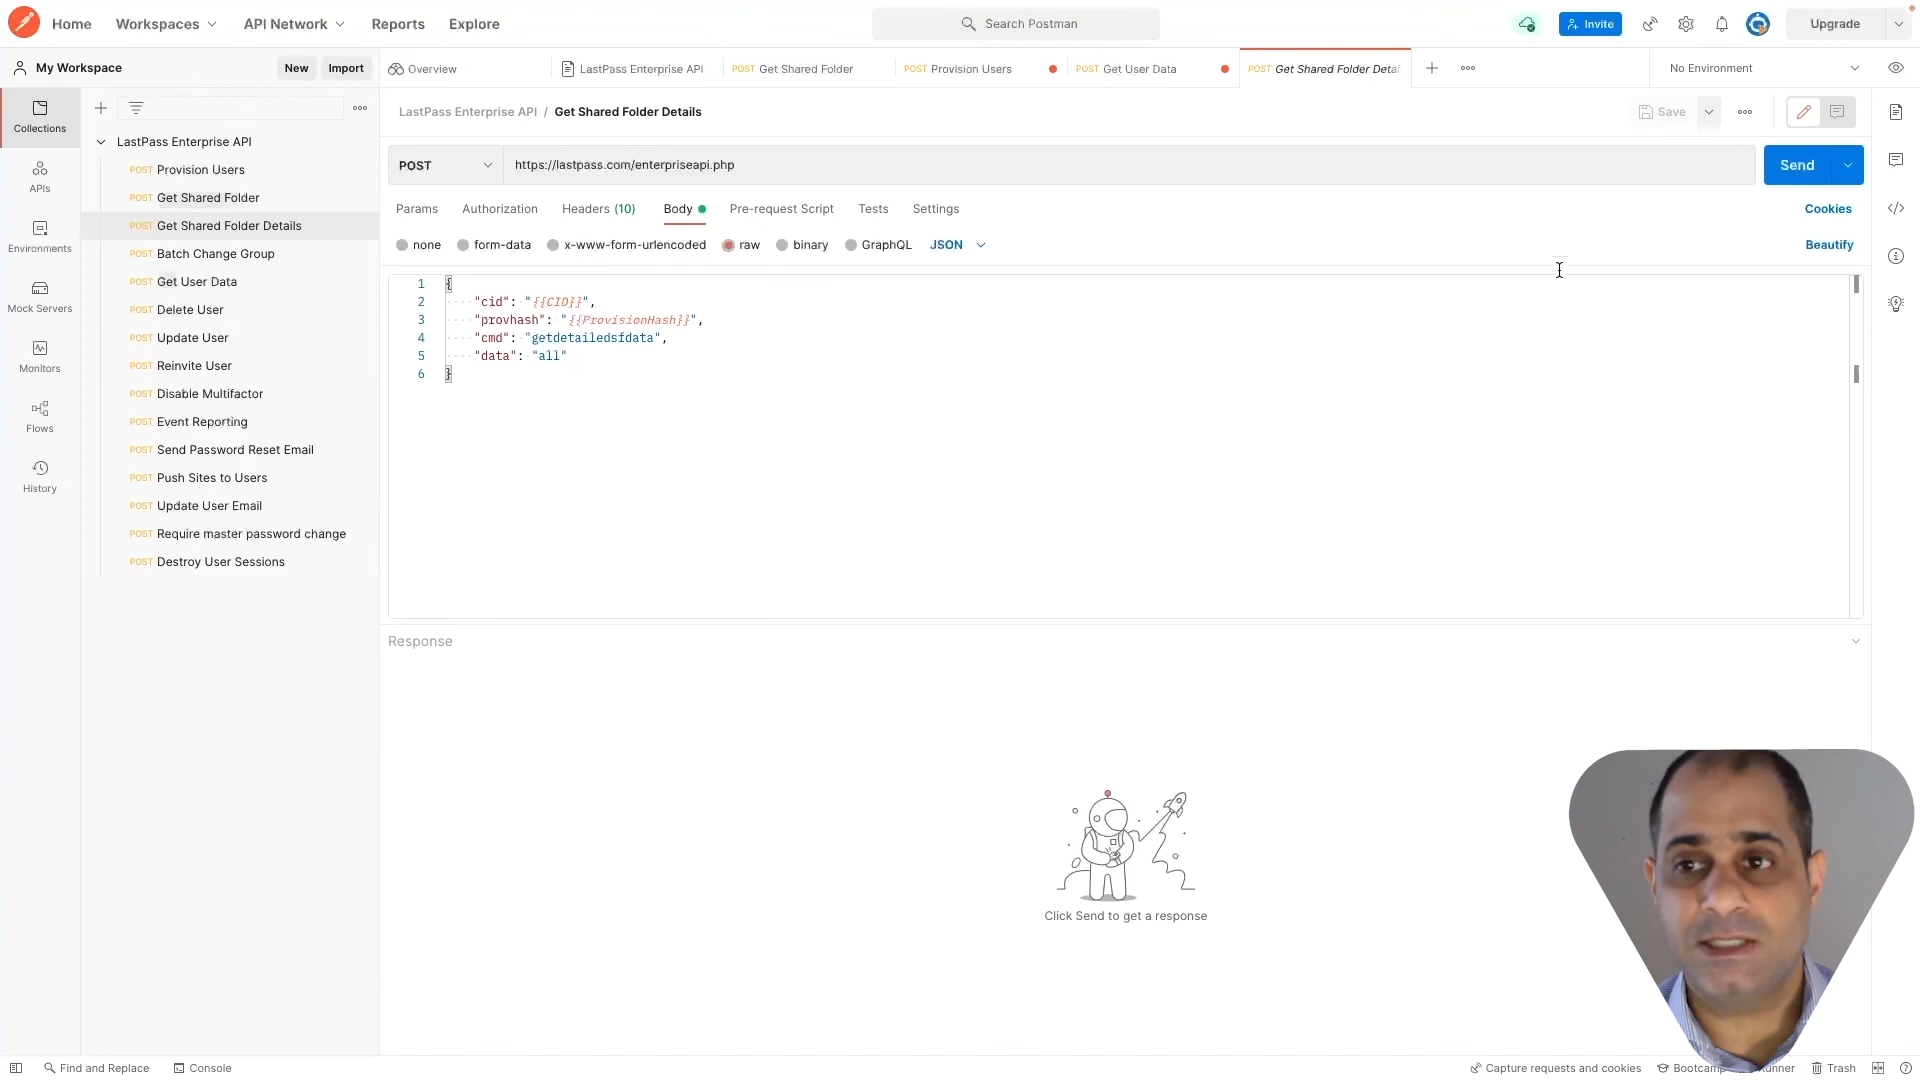 Home
Workspaces
API Network
Reports
Explore
Search Postman
Invite
Upgrade
My Workspace
New
Import
Overview
LastPass Enterprise API
POST Get Shared Folder
POST Provision Users
POST Get User Data
POST Get Shared Folder Detai
No Environment
Collections
APIs
Environments
Mock Servers
Monitors
Flows
History
LastPass Enterprise API
POST Provision Users
POST Get Shared Folder
POST Get Shared Folder Details
POST Batch Change Group
POST Get User Data
POST Delete User
POST Update User
POST Reinvite User
POST Disable Multifactor
POST Event Reporting
POST Send Password Reset Email
POST Push Sites to Users
POST Update User Email
POST Require master password change
POST Destroy User Sessions
LastPass Enterprise API / Get Shared Folder Details
Save
POST
https://lastpass.com/enterpriseapi.php
Send
Params
Authorization
Headers (10)
Body
Pre-request Script
Tests
Settings
Cookies
none
form-data
x-www-form-urlencoded
raw
binary
GraphQL
JSON
Beautify
1 {
2 "cid": "{{CID}}",
3 "provhash": "{{ProvisionHash}}",
4 "cmd": "getdetailedsfdata",
5 "data": "all"
6 }
Response
Click Send to get a response
Find and Replace
Console
Capture requests and cookies
Bootcamp
Trash